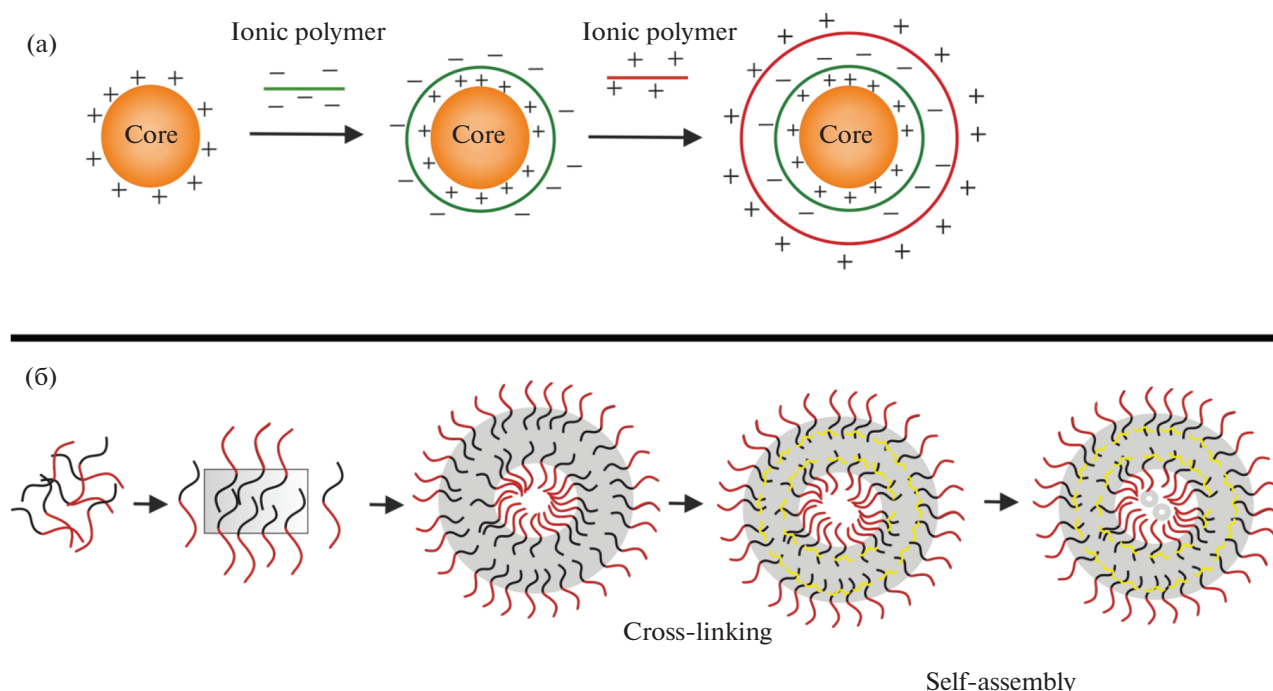 (а)
Ionic polymer
Ionic polymer
Core
Core
Core
(б)
Cross-linking
Self-assembly